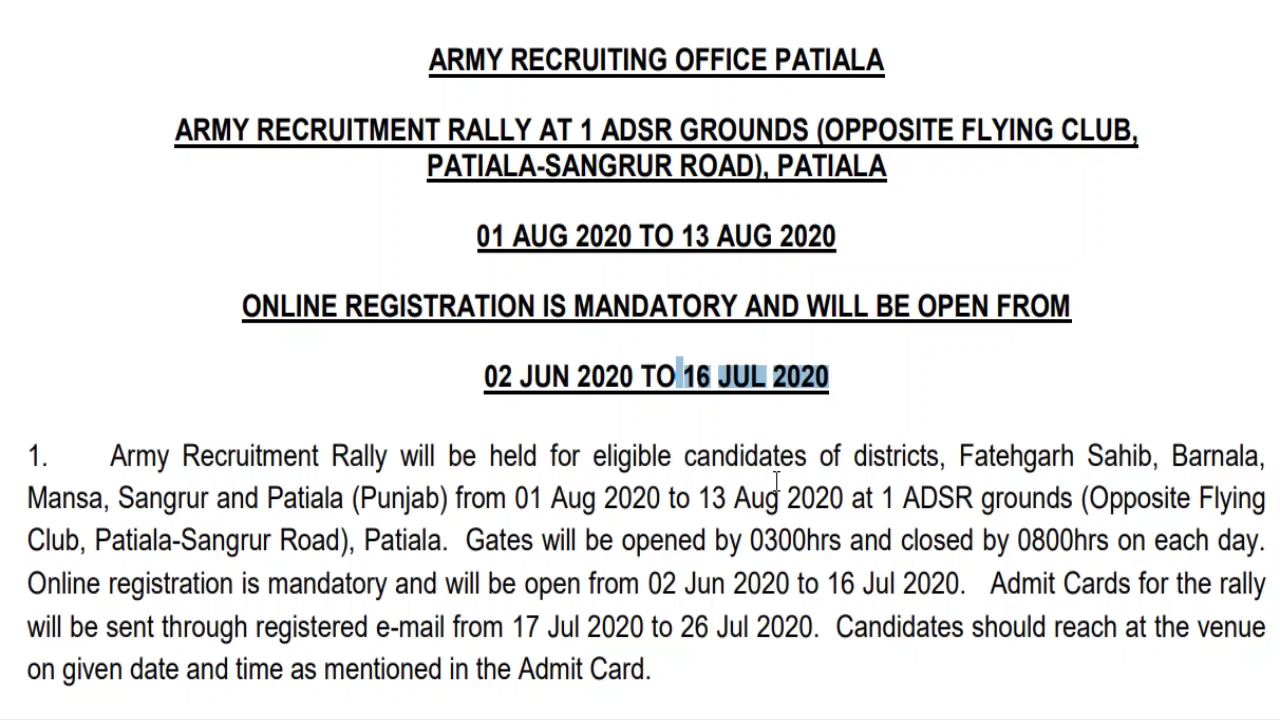 ARMY RECRUITING OFFICE PATIALA
ARMY RECRUITMENT RALLY AT 1 ADSR GROUNDS (OPPOSITE FLYING CLUB,
PATIALA-SANGRUR ROAD), PATIALA
01 AUG 2020 TO 13 AUG 2020
ONLINE REGISTRATION IS MANDATORY AND WILL BE OPEN FROM
02 JUN 2020 TO 16 JUL 2020
1. Army Recruitment Rally will be held for eligible candidates of districts, Fatehgarh Sahib, Barnala,
Mansa, Sangrur and Patiala (Punjab) from 01 Aug 2020 to 13 Aug 2020 at 1 ADSR grounds (Opposite Flying
Club, Patiala-Sangrur Road), Patiala. Gates will be opened by 0300hrs and closed by 0800hrs on each day.
Online registration is mandatory and will be open from 02 Jun 2020 to 16 Jul 2020. Admit Cards for the rally
will be sent through registered e-mail from 17 Jul 2020 to 26 Jul 2020. Candidates should reach at the venue
on given date and time as mentioned in the Admit Card.